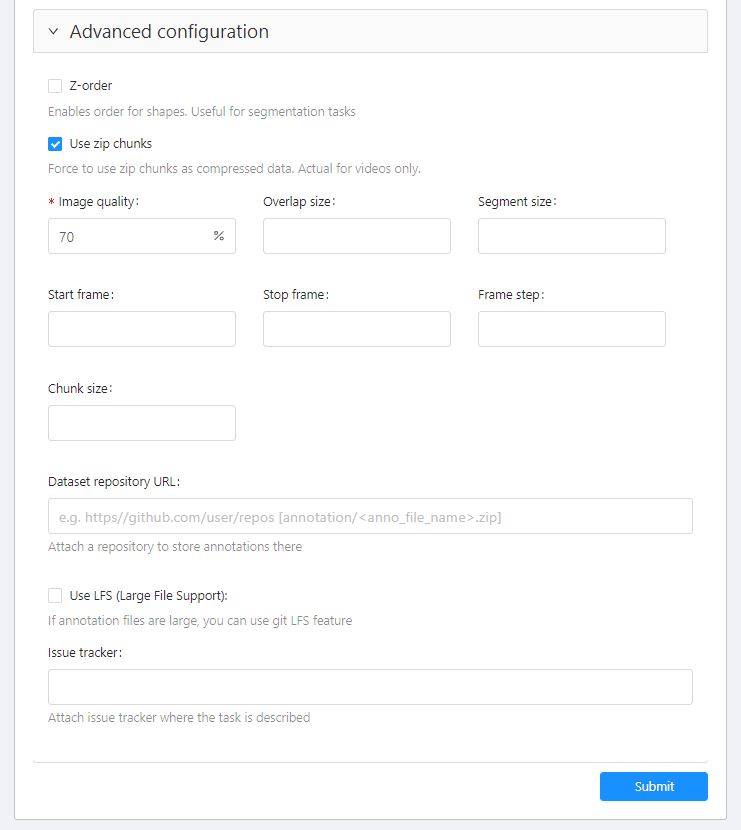 Advanced configuration
Z-order
Enables order for shapes. Useful for segmentation tasks
Use zip chunks
Force to use zip chunks as compressed data. Actual for videos only.
* Image quality: Overlap size: Segment size:
70 %
Start frame: Stop frame: Frame step:
Chunk size:
Dataset repository URL:
e.g. https//github.com/user/repos [annotation/<anno_file_name>.zip]
Attach a repository to store annotations there
Use LFS (Large File Support):
If annotation files are large, you can use git LFS feature
Issue tracker:
Attach issue tracker where the task is described
Submit